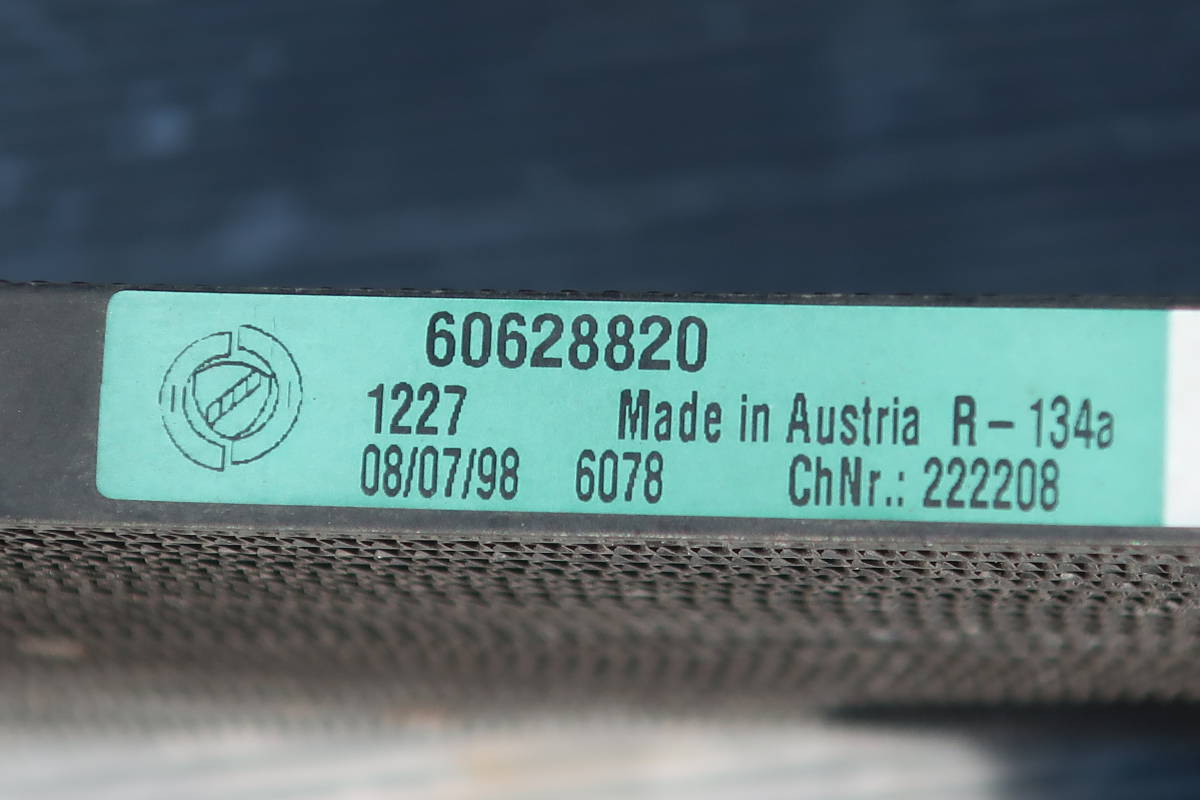 60628820
1227 Made in Austria R-134a
08/07/98 6078 ChNr.: 222208